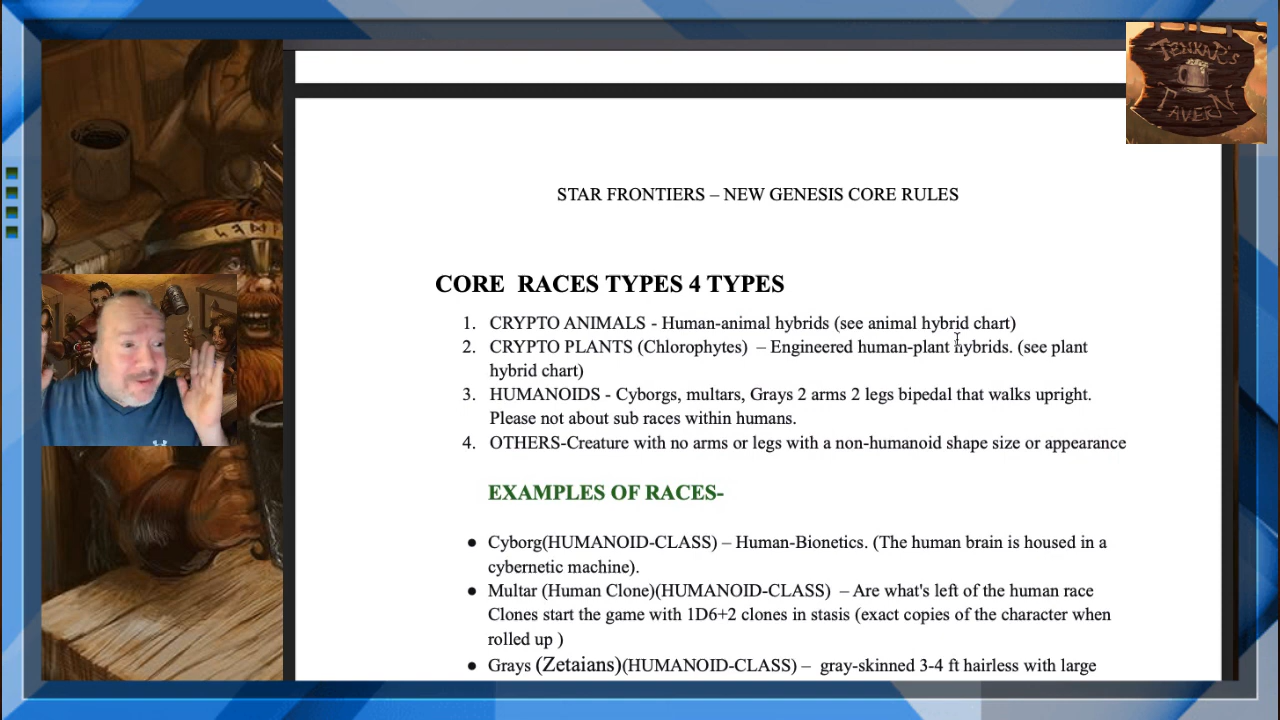 TENKAR'S
TAVERN
STAR FRONTIERS – NEW GENESIS CORE RULES
CORE  RACES TYPES 4 TYPES
1. CRYPTO ANIMALS - Human-animal hybrids (see animal hybrid chart)
2. CRYPTO PLANTS (Chlorophytes)  – Engineered human-plant hybrids. (see plant
hybrid chart)
3. HUMANOIDS - Cyborgs, multars, Grays 2 arms 2 legs bipedal that walks upright.
Please not about sub races within humans.
4. OTHERS-Creature with no arms or legs with a non-humanoid shape size or appearance
EXAMPLES OF RACES-
● Cyborg(HUMANOID-CLASS) – Human-Bionetics. (The human brain is housed in a
cybernetic machine).
● Multar (Human Clone)(HUMANOID-CLASS)  – Are what's left of the human race
Clones start the game with 1D6+2 clones in stasis (exact copies of the character when
rolled up )
● Grays (Zetaians)(HUMANOID-CLASS) –  gray-skinned 3-4 ft hairless with large